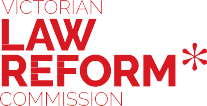 VICTORIAN
LAW
REFORM*
COMMISSION